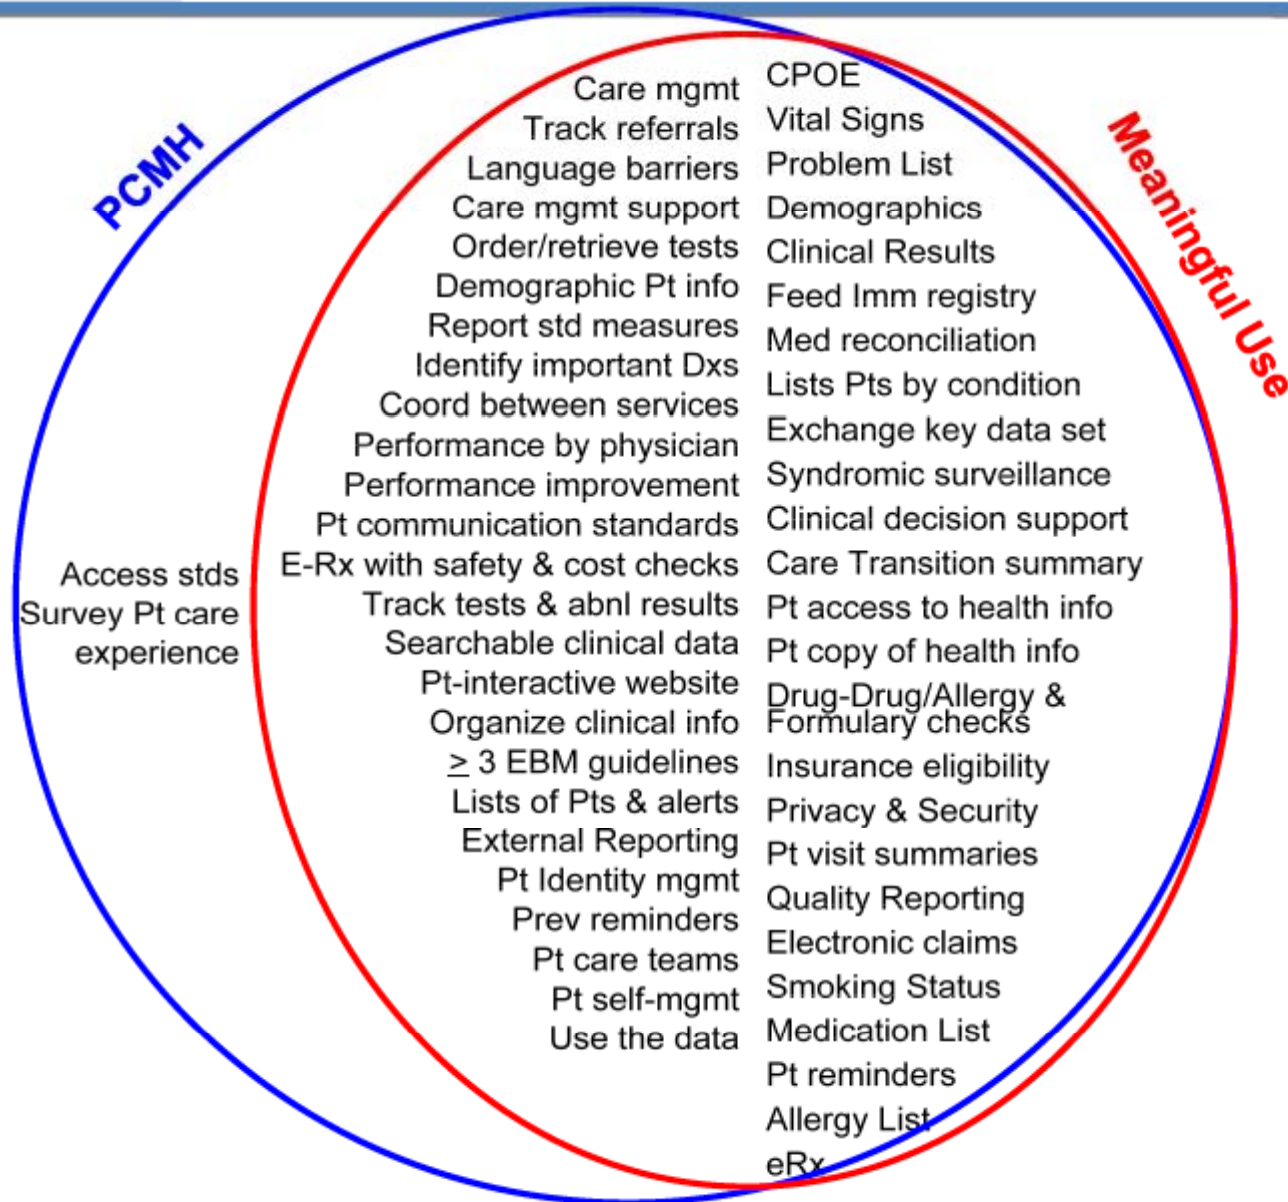 PCMH
Meaningful Use
Access stds
Survey Pt care
experience
Care mgmt
Track referrals
Language barriers
Care mgmt support
Order/retrieve tests
Demographic Pt info
Report std measures
Identify important Dxs
Coord between services
Performance by physician
Performance improvement
Pt communication standards
E-Rx with safety & cost checks
Track tests & abnl results
Searchable clinical data
Pt-interactive website
Organize clinical info
≥ 3 EBM guidelines
Lists of Pts & alerts
External Reporting
Pt Identity mgmt
Prev reminders
Pt care teams
Pt self-mgmt
Use the data
CPOE
Vital Signs
Problem List
Demographics
Clinical Results
Feed Imm registry
Med reconciliation
Lists Pts by condition
Exchange key data set
Syndromic surveillance
Clinical decision support
Care Transition summary
Pt access to health info
Pt copy of health info
Drug-Drug/Allergy &
Formulary checks
Insurance eligibility
Privacy & Security
Pt visit summaries
Quality Reporting
Electronic claims
Smoking Status
Medication List
Pt reminders
Allergy List
eRx